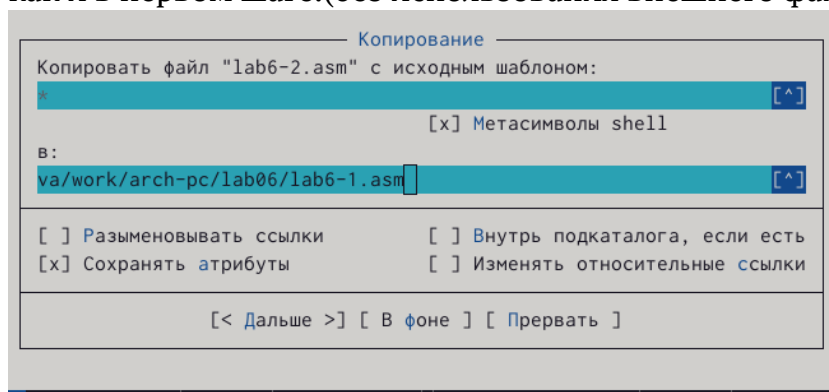 Копирование
Копировать файл "lab6-2.asm" с исходным шаблоном:
* [^]
[x] Метасимволы shell
в:
va/work/arch-pc/lab06/lab6-1.asm [^]
[ ] Разыменовывать ссылки [ ] Внутрь подкаталога, если есть
[x] Сохранять атрибуты [ ] Изменять относительные ссылки
[< Дальше >] [ В фоне ] [ Прервать ]